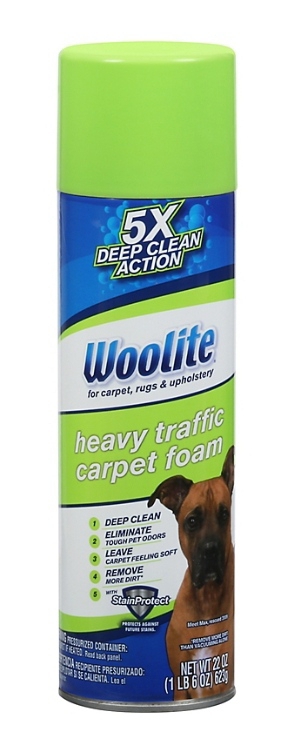 5X
DEEP CLEAN
ACTION
Woolite
for carpet, rugs & upholstery
heavy traffic
carpet foam
1 DEEP CLEAN
2 ELIMINATE
TOUGH PET ODORS
3 LEAVE
CARPET FEELING SOFT
4 REMOVE
MORE DIRT*
5 WITH
StainProtect
PROTECTS AGAINST
FUTURE STAINS.
Meet Max, rescued
*REMOVE MORE DIRT
THAN VACUUMING ALONE
PRESSURIZED CONTAINER:
IF HEATED. Read back panel.
RECIPIENTE PRESURIZADO:
SI SE CALIENTA. Lea el
NET WT 22 OZ
(1 LB 6 OZ) 623g